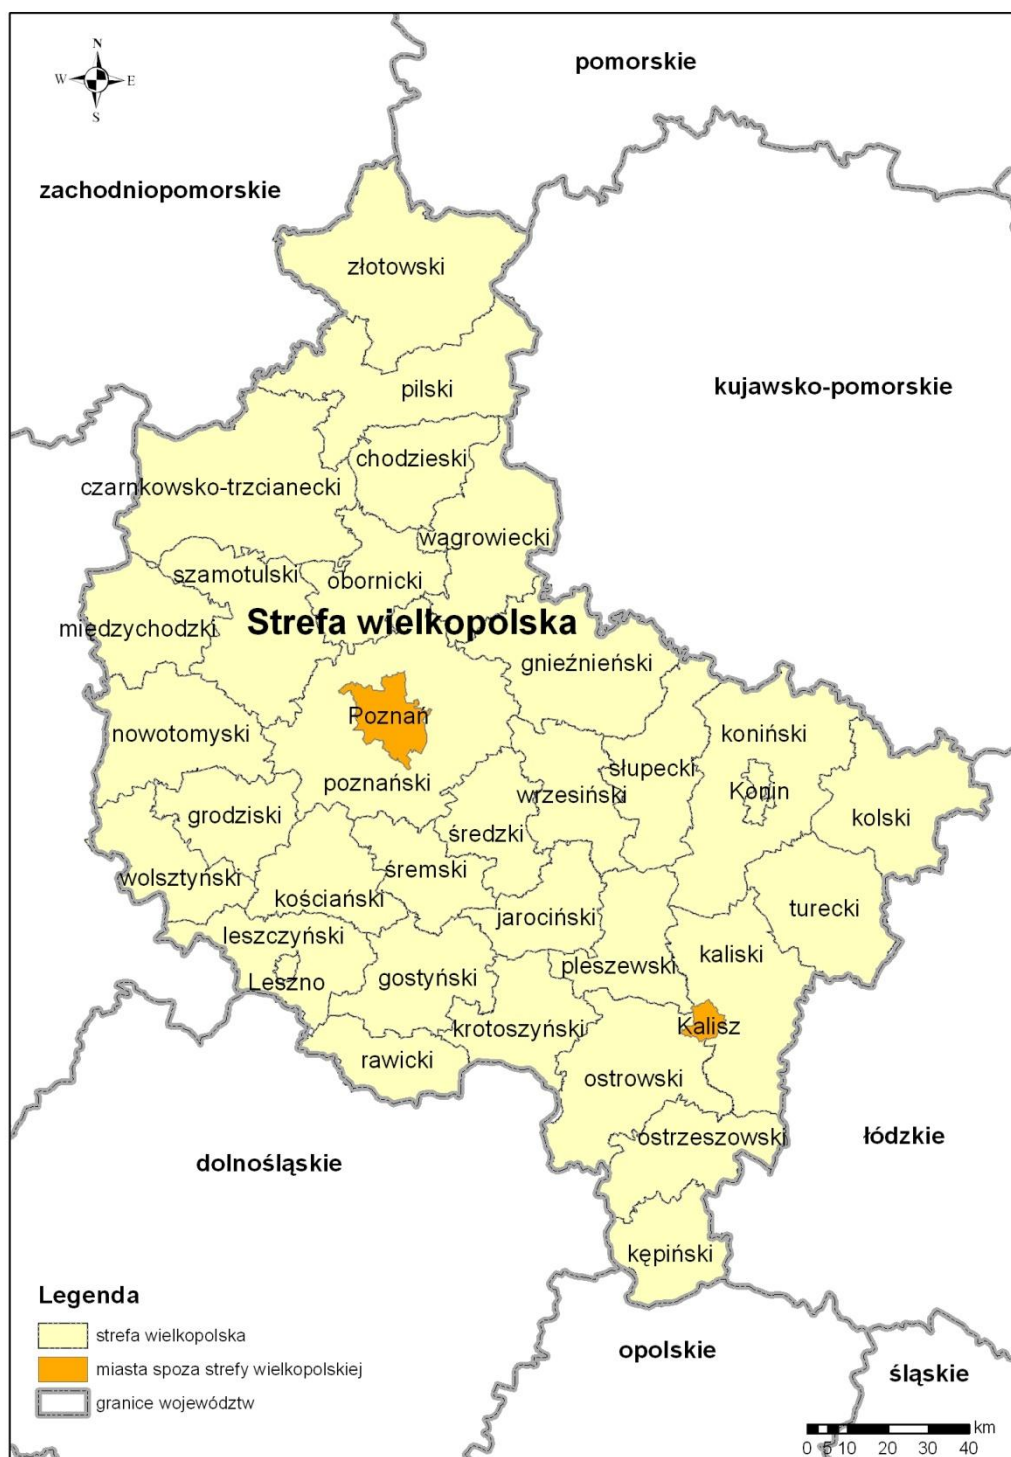 N
W E
S
pomorskie
zachodniopomorskie
złotowski
kujawsko-pomorskie
pilski
chodzieski
czarnkowsko-trzcianecki
wągrowiecki
szamotulski
obornicki
międzychodzki
Strefa wielkopolska
gnieźnieński
Poznań
nowotomyski
koniński
słupecki
poznański
wrzesiński
Konin
grodziski
kolski
średzki
śremski
wolsztyński
kościański
jarociński
turecki
leszczyński
kaliski
pleszewski
Leszno
gostyński
krotoszyński
Kalisz
rawicki
ostrowski
ostrzeszowski
łódzkie
dolnośląskie
kępiński
Legenda
strefa wielkopolska
miasta spoza strefy wielkopolskiej
granice województw
opolskie
śląskie
km
0 5 10 20 30 40